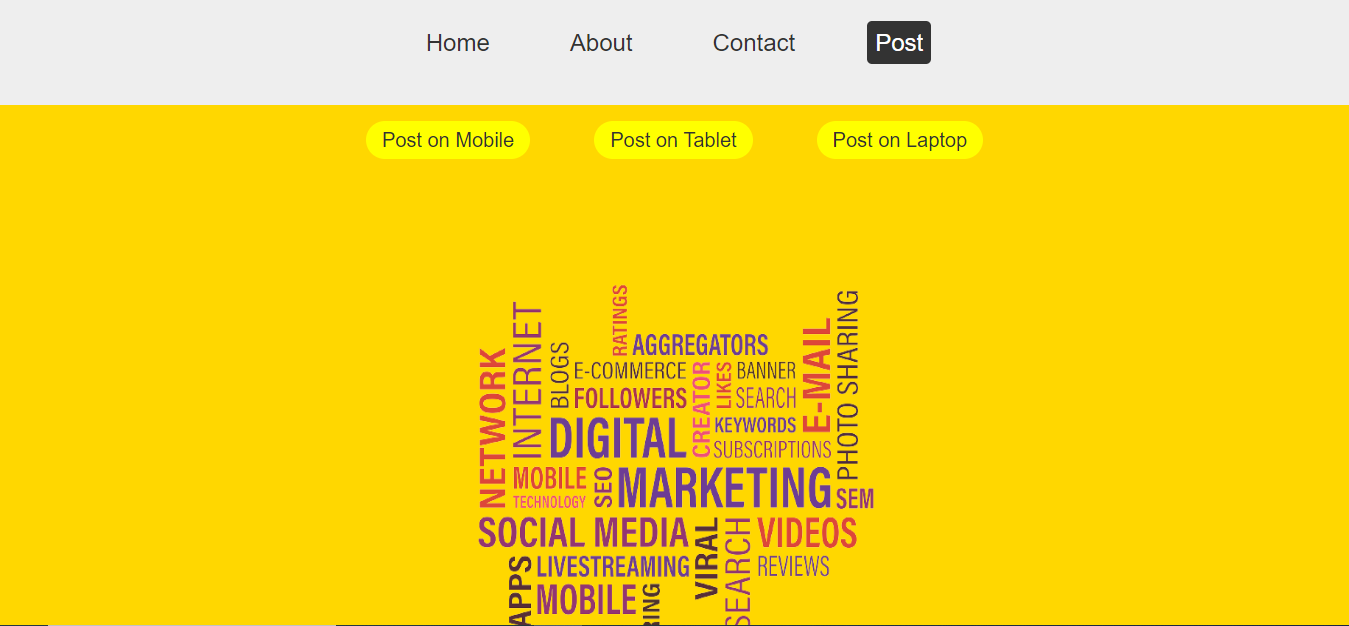 Home About Contact Post
Post on Mobile Post on Tablet Post on Laptop
RATINGS
AGGREGATORS
INTERNET
NETWORK
BLOGS
E-COMMERCE
FOLLOWERS
CREATOR
LIKES
BANNER
SEARCH
E-MAIL
PHOTO SHARING
DIGITAL
KEYWORDS
SUBSCRIPTIONS
MOBILE
TECHNOLOGY
SEO
MARKETING
SEM
SOCIAL MEDIA
VIRAL
SEARCH
VIDEOS
REVIEWS
APPS
LIVESTREAMING
MOBILE